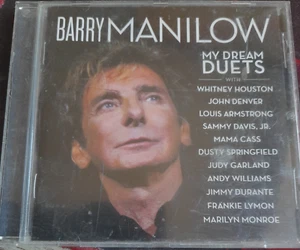 BARRY MANILOW
MY DREAM
DUETS
WITH
WHITNEY HOUSTON
JOHN DENVER
LOUIS ARMSTRONG
SAMMY DAVIS, JR.
MAMA CASS
DUSTY SPRINGFIELD
JUDY GARLAND
ANDY WILLIAMS
JIMMY DURANTE
FRANKIE LYMON
MARILYN MONROE